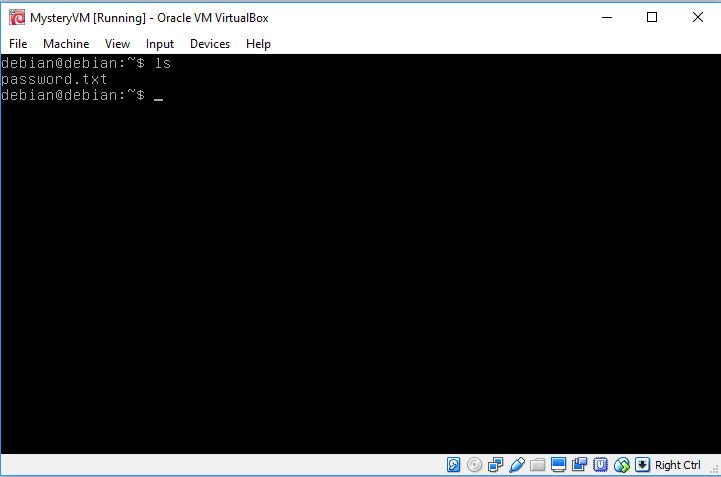 MysteryVM [Running] - Oracle VM VirtualBox
File Machine View Input Devices Help
debian@debian:~$ ls
password.txt
debian@debian:~$ _
Right Ctrl